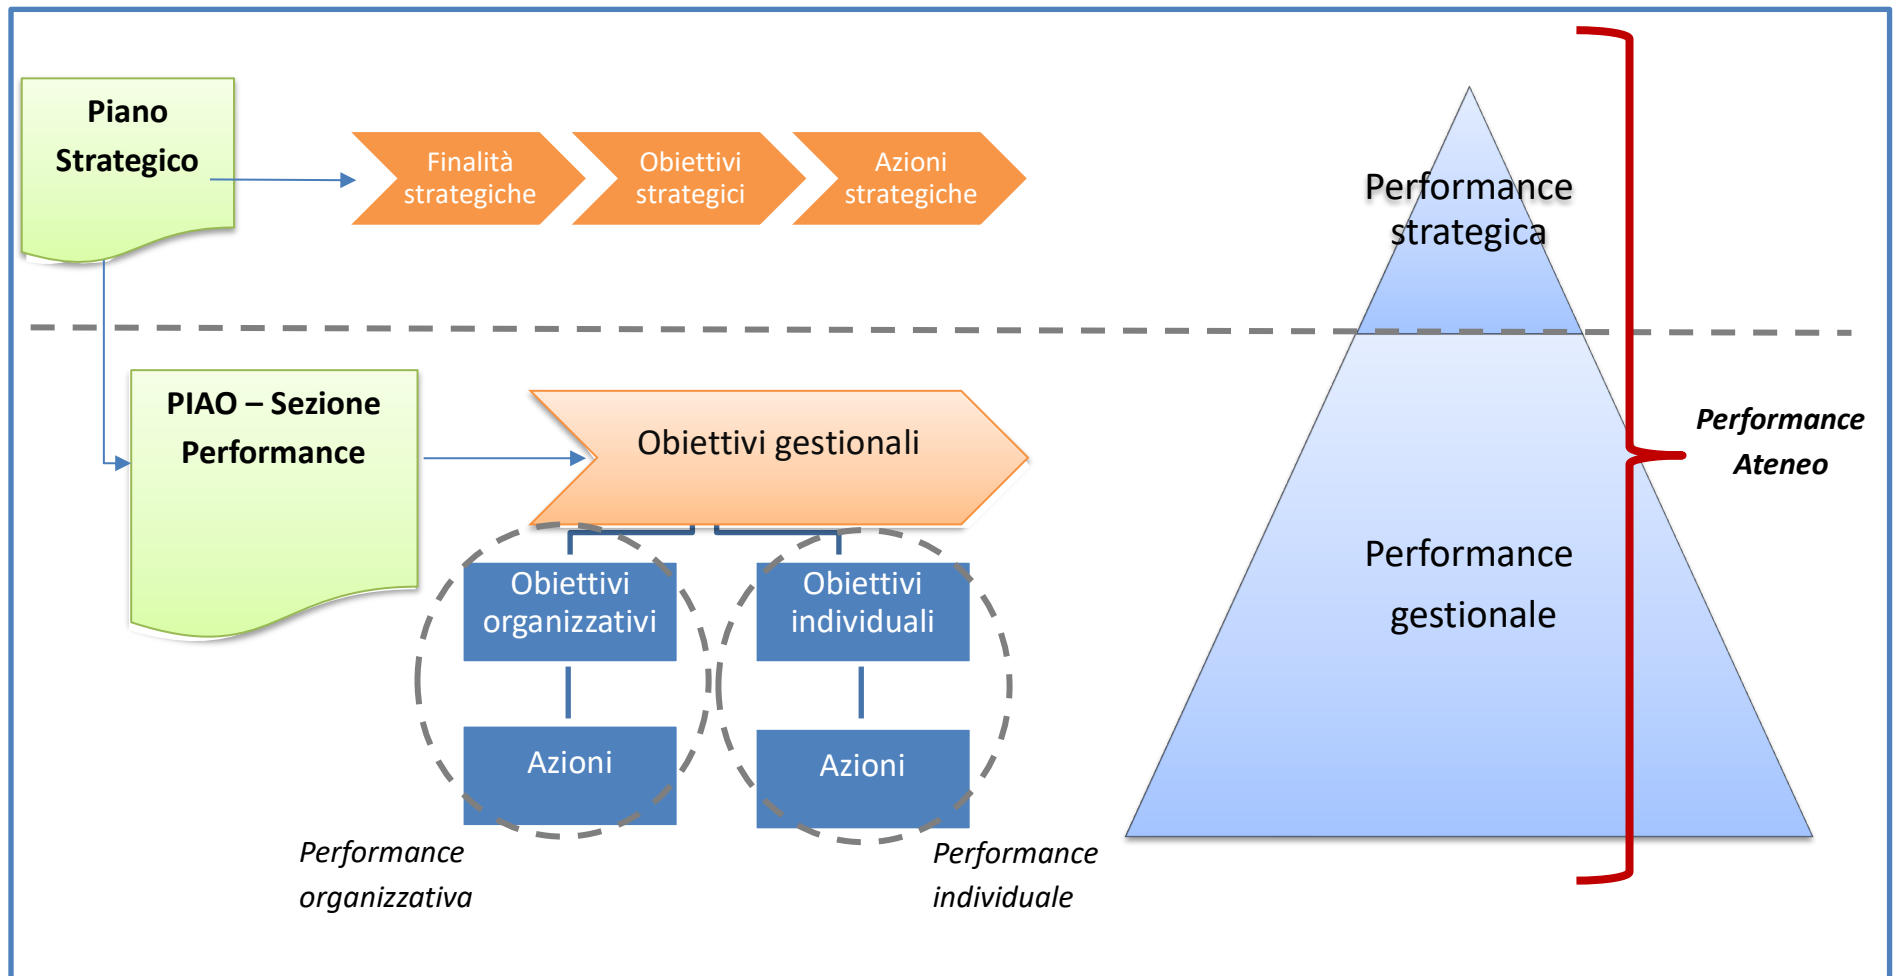 Piano
Strategico
Finalità
strategiche
Obiettivi
strategici
Azioni
strategiche
Performance
strategica
PIAO – Sezione
Performance
Obiettivi gestionali
Performance
Ateneo
Obiettivi
organizzativi
Obiettivi
individuali
Performance
gestionale
Azioni
Azioni
Performance
organizzativa
Performance
individuale